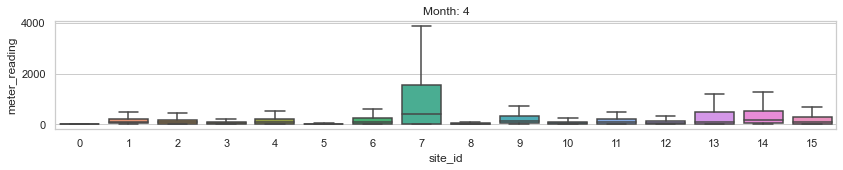 Month: 4
meter_reading
4000
2000
0
0 1 2 3 4 5 6 7 8 9 10 11 12 13 14 15
site_id